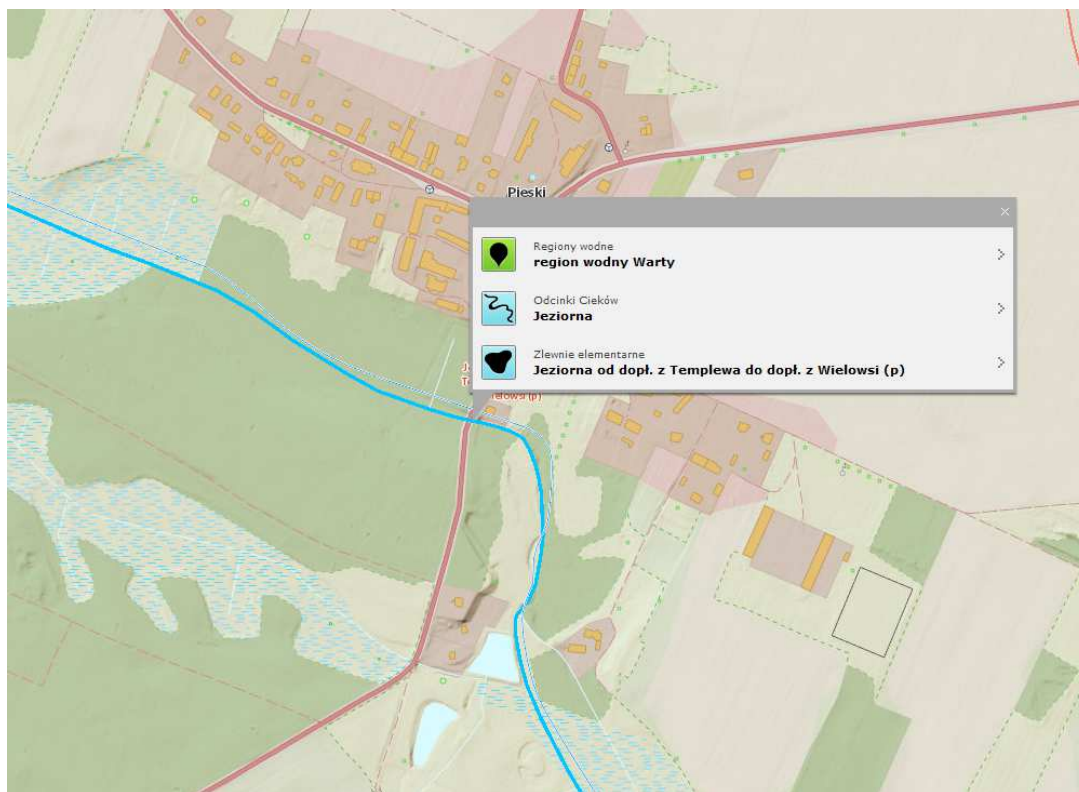 Pieski
×
Regiony wodne
region wodny Warty
Odcinki Cieków
Jeziorna
Zlewnie elementarne
Jeziorna od dopł. z Templewa do dopł. z Wielowsi (p)